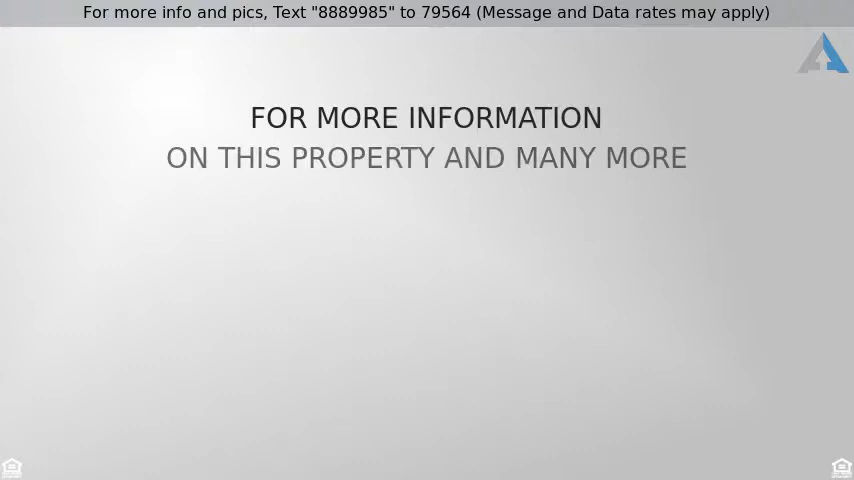 For more info and pics, Text "8889985" to 79564 (Message and Data rates may apply)
FOR MORE INFORMATION
ON THIS PROPERTY AND MANY MORE